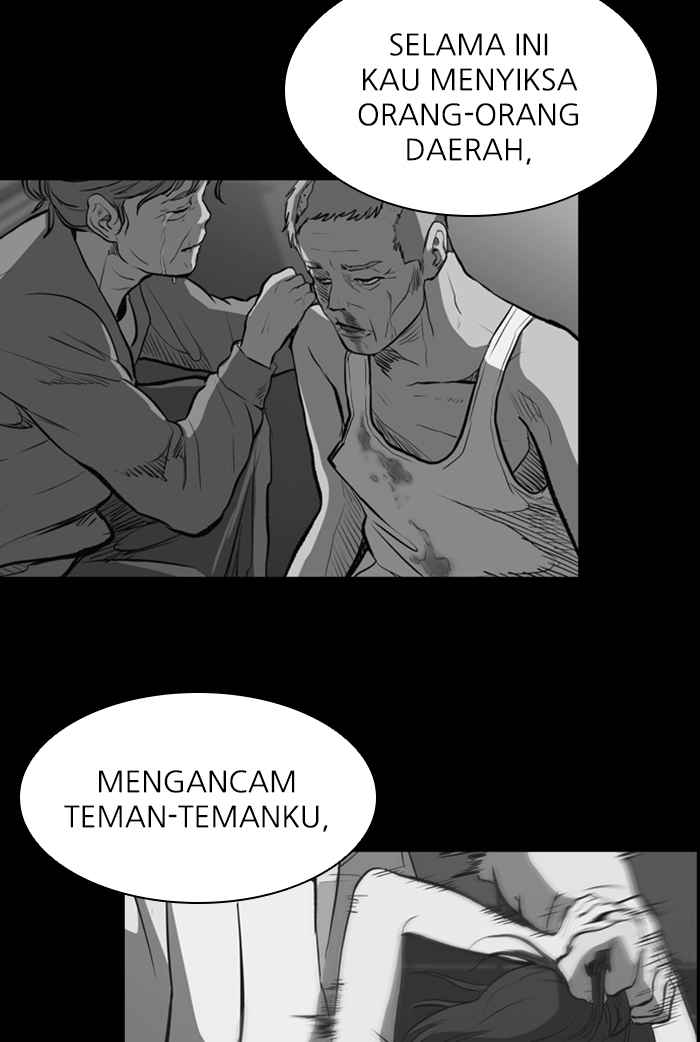 SELAMA INI
KAU MENYIKSA
ORANG-ORANG
DAERAH,
MENGANCAM
TEMAN-TEMANKU,